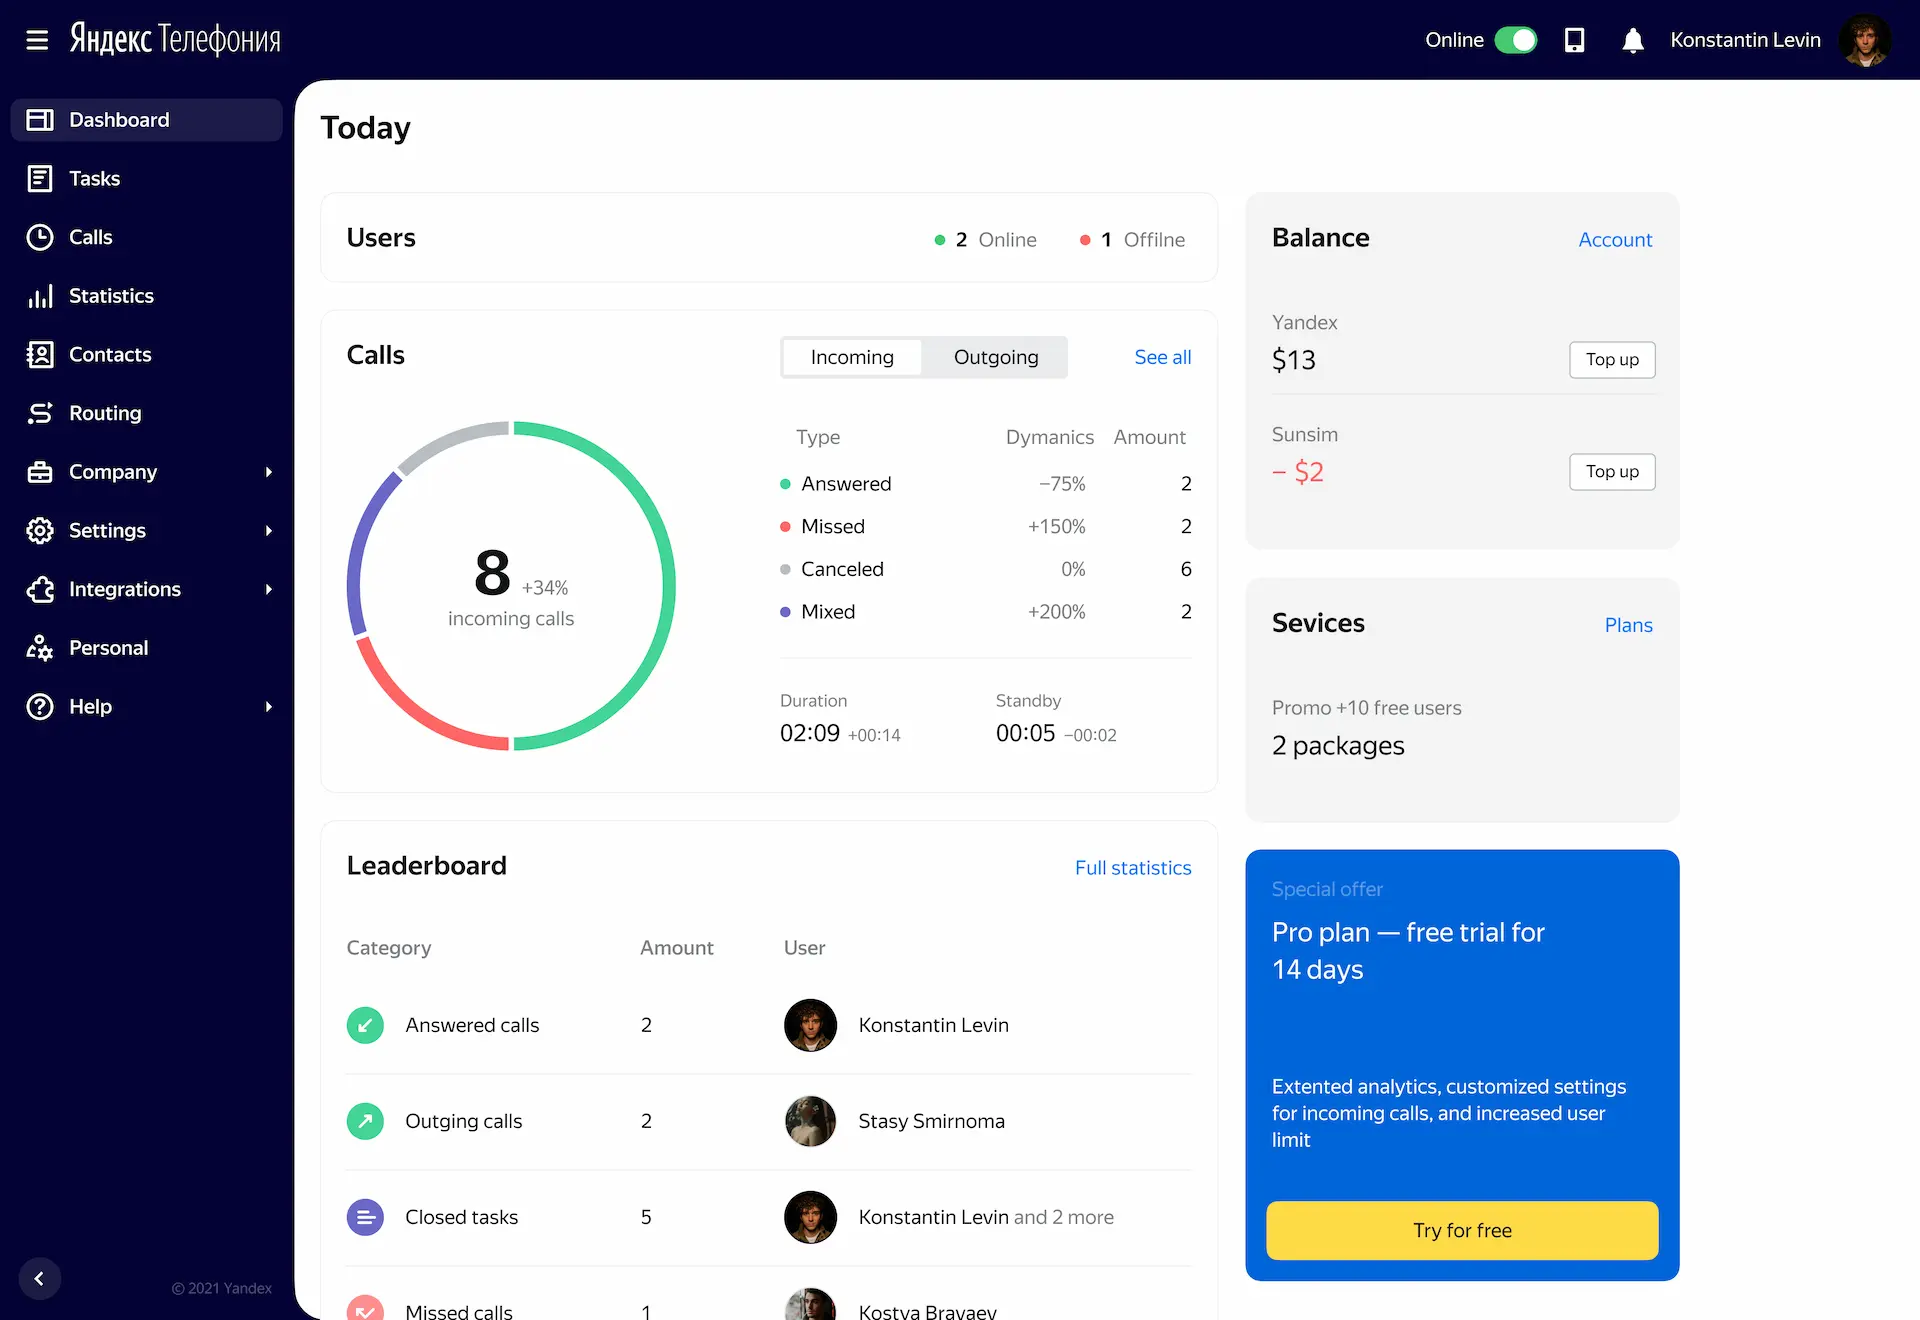 Яндекс Телефония
Online
Konstantin Levin
Dashboard
Tasks
Calls
Statistics
Contacts
Routing
Company
Settings
Integrations
Personal
Help
© 2021 Yandex
Today
Users
2 Online
1 Offilne
Calls
Incoming
Outgoing
See all
8 +34%
incoming calls
Type Dymanics Amount
Answered −75% 2
Missed +150% 2
Canceled 0% 6
Mixed +200% 2
Duration
02:09 +00:14
Standby
00:05 −00:02
Leaderboard
Full statistics
Category Amount User
Answered calls 2 Konstantin Levin
Outging calls 2 Stasy Smirnoma
Closed tasks 5 Konstantin Levin and 2 more
Missed calls 1 Kostya Bravaev
Balance
Account
Yandex
$13
Top up
Sunsim
− $2
Top up
Sevices
Plans
Promo +10 free users
2 packages
Special offer
Pro plan — free trial for
14 days
Extented analytics, customized settings
for incoming calls, and increased user
limit
Try for free